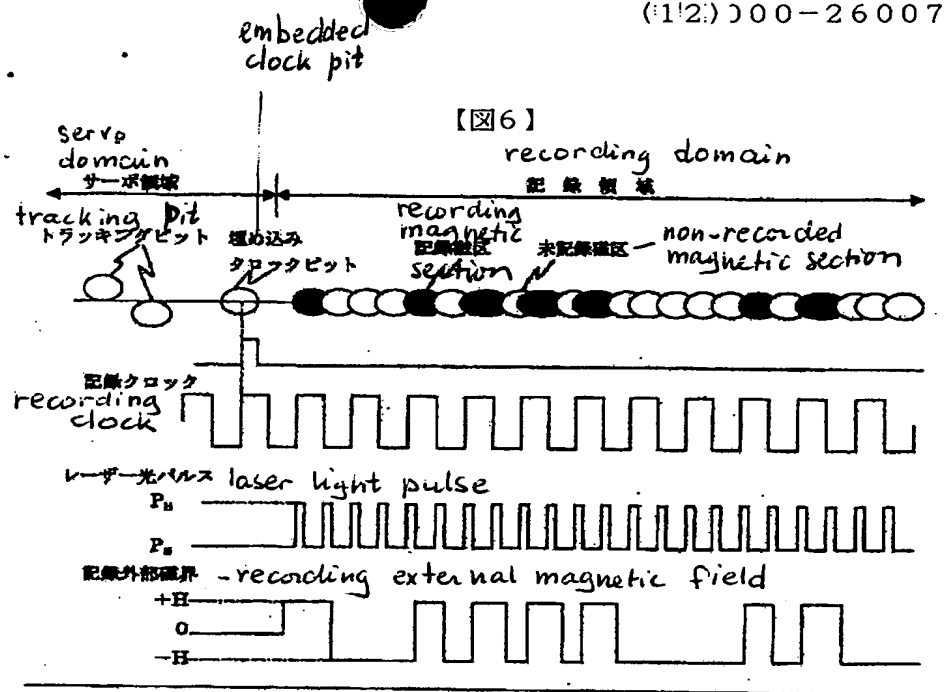 (12))00-26007
embedded
clock pit
【図6】
servo
domain
サーボ領域
recording domain
記録領域
tracking pit
トラッキングピット
埋め込み
クロックピット
recording
magnetic
記録磁区
section
未記録磁区
non-recorded
magnetic section
記録クロック
recording
clock
レーザー光パルス laser light pulse
PH
記録外部磁界 - recording external magnetic field
+H
0
-H